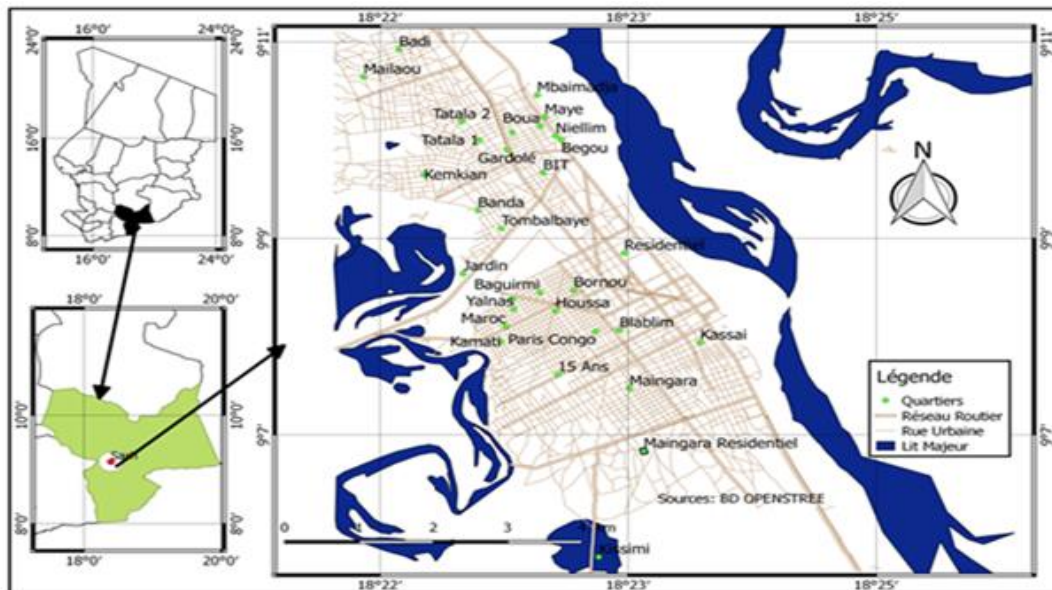 16°0' 24°0'
24°0' 24°0'
16°0' 16°0'
8°0' 8°0'
16°0' 24°0'
18°0' 20°0'
10°0' 10°0'
Sarh
8°0' 8°0'
18°0' 20°0'
18°22' 18°23' 18°25'
9°11' 9°11'
Badi
Mailaou
Mbaimadja
Maye
Tatala 2
Boua
Niellim
Tatala 1
Begou
Gardolé
BIT
Kemkian
Banda
Tombalbaye
N
9°9' 9°9'
Residentiel
Jardin
Baguirmi
Bornou
Yalnas
Houssa
Maroc
Blablim
Kamati
Paris Congo
Kassai
15 Ans
Maingara
9°7' 9°7'
Maingara Residentiel
Légende
Quartiers
Réseau Routier
Rue Urbaine
Lit Majeur
Sources: BD OPENSTREE
0 1 2 3 4 km
Kissimi
18°22' 18°23' 18°25'